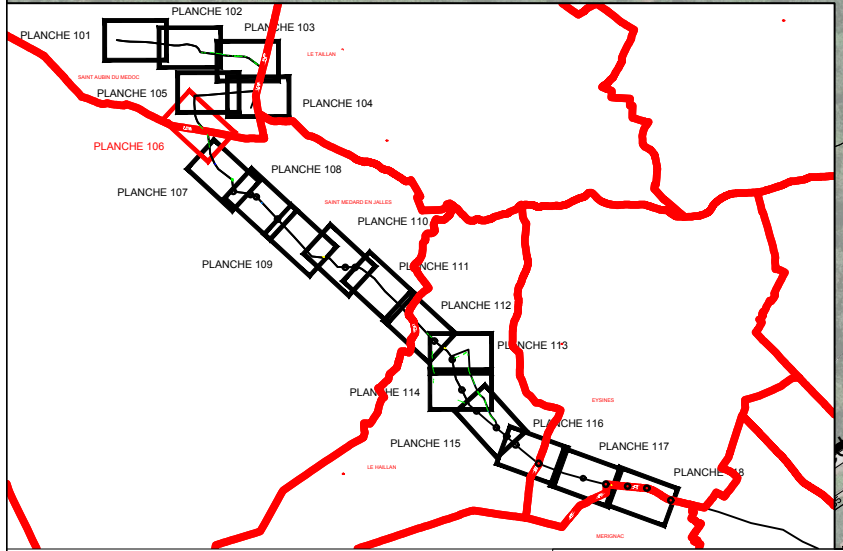 PLANCHE 102
PLANCHE 101
PLANCHE 103
LE TAILLAN
SAINT AUBIN DU MEDOC
PLANCHE 105
PLANCHE 104
PLANCHE 106
PLANCHE 108
PLANCHE 107
SAINT MEDARD EN JALLES
PLANCHE 110
PLANCHE 109
PLANCHE 111
PLANCHE 112
PLANCHE 113
PLANCHE 114
EYSINES
PLANCHE 116
PLANCHE 115
PLANCHE 117
LE HAILLAN
PLANCHE 118
MERIGNAC